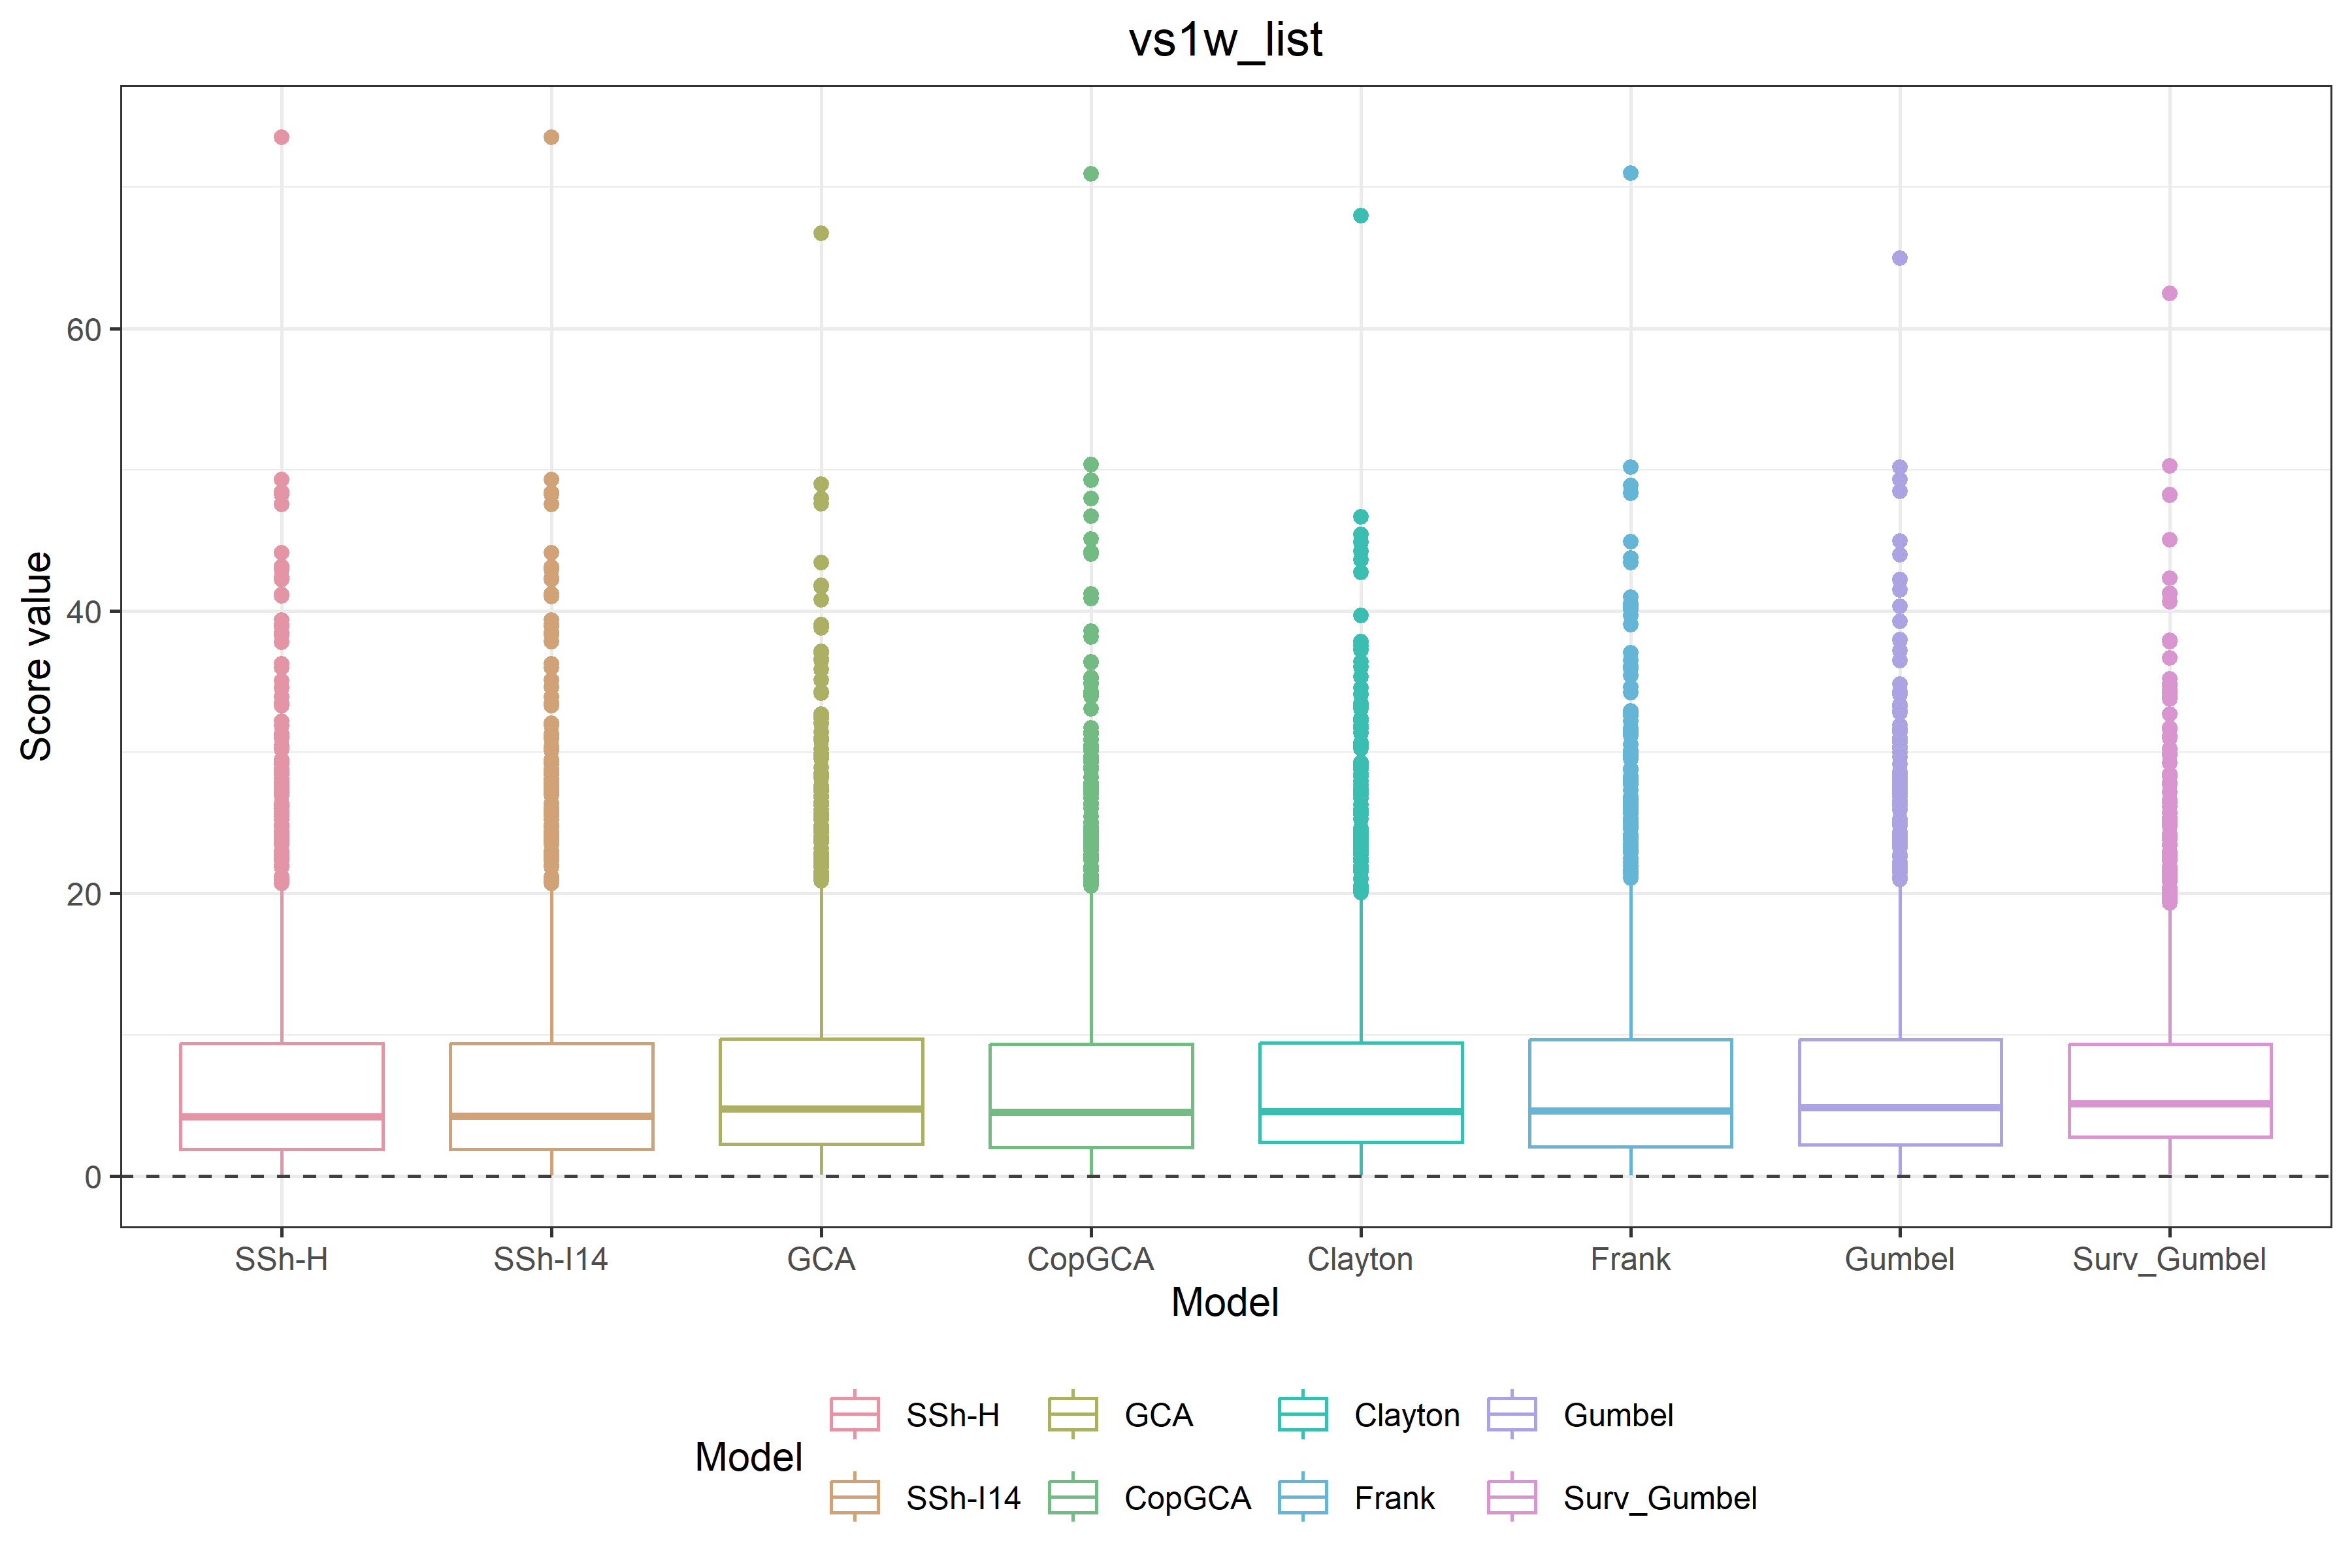 vs1w_list
Score value
60
40
20
0
SSh-H SSh-I14 GCA CopGCA Clayton Frank Gumbel Surv_Gumbel
Model
Model
SSh-H GCA Clayton Gumbel
SSh-I14 CopGCA Frank Surv_Gumbel